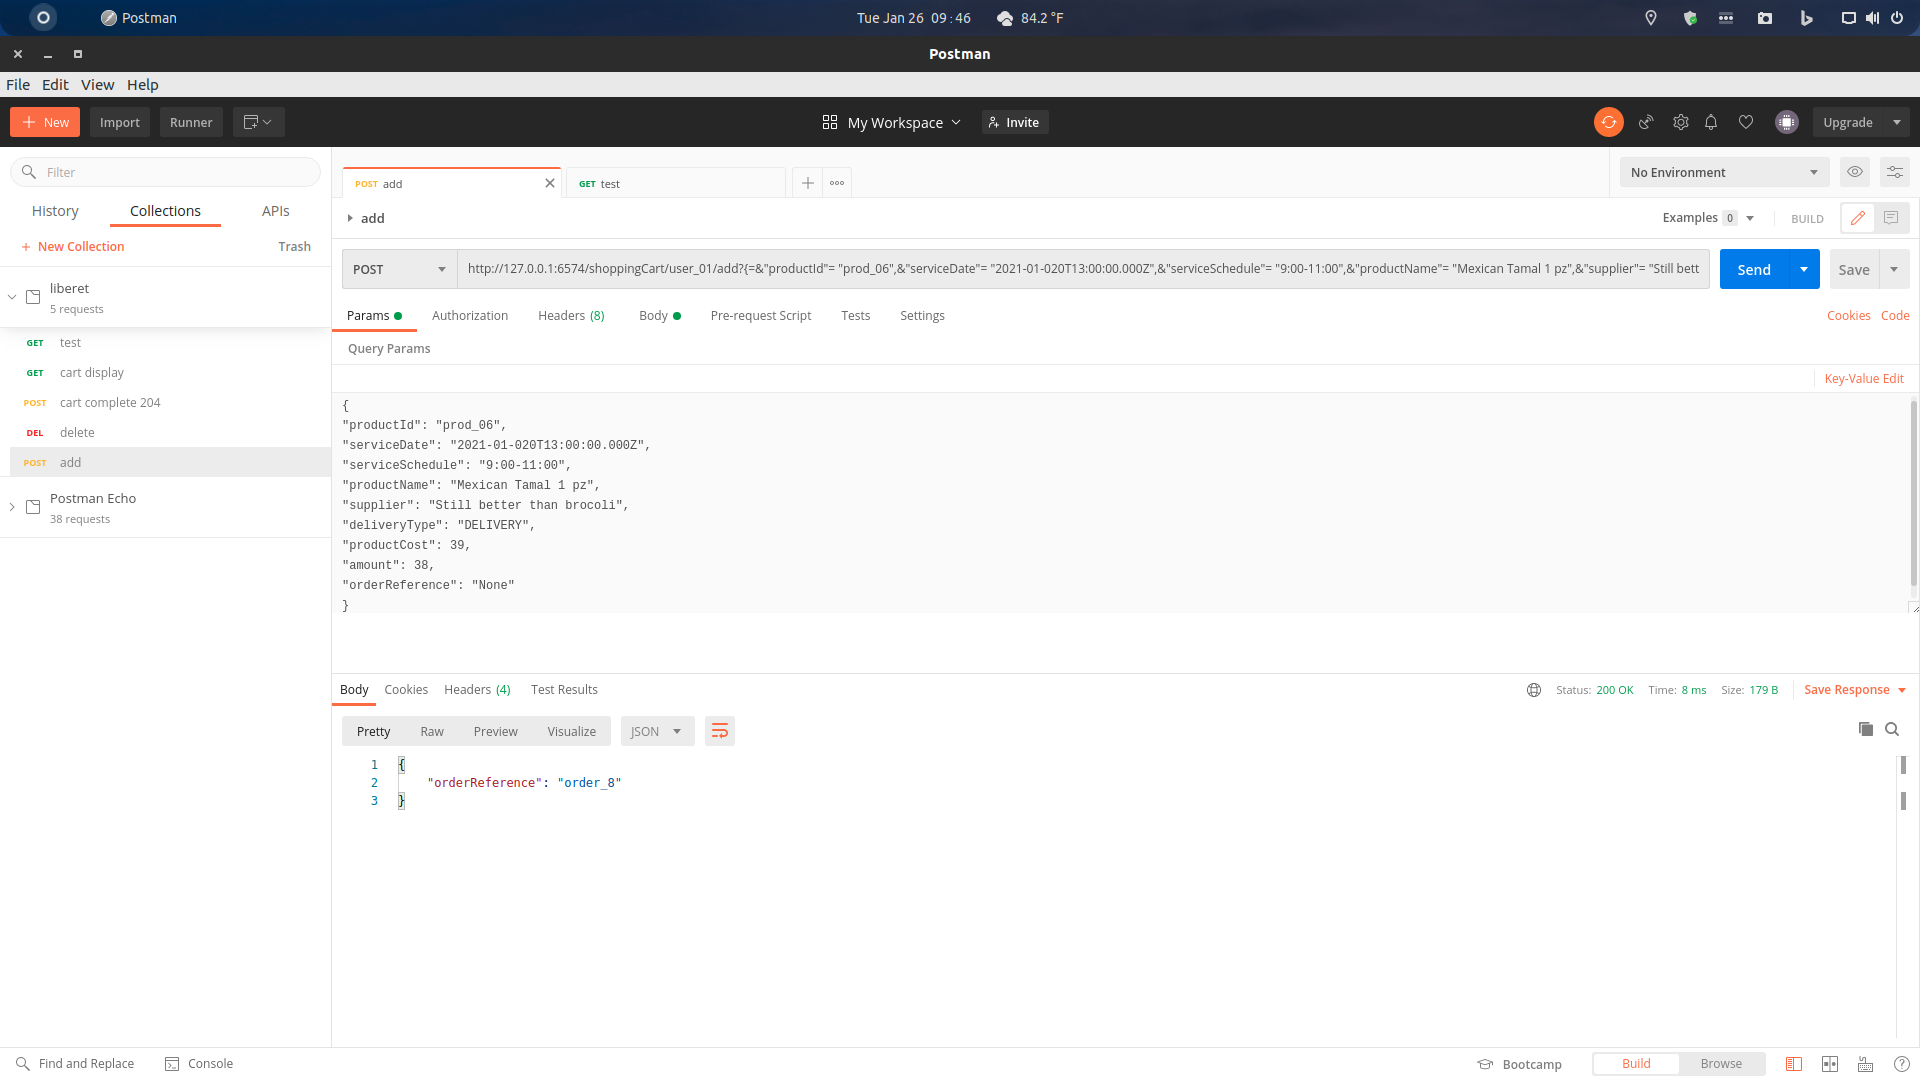 Postman
Tue Jan 26 09:46
84.2 °F
Postman
File Edit View Help
New
Import
Runner
My Workspace
Invite
Upgrade
Filter
History Collections APIs
+ New Collection
Trash
liberet
5 requests
GET test
GET cart display
POST cart complete 204
DEL delete
POST add
Postman Echo
38 requests
POST add
GET test
No Environment
add
Examples 0
BUILD
POST
http://127.0.0.1:6574/shoppingCart/user_01/add?{=&"productId"= "prod_06",&"serviceDate"= "2021-01-020T13:00:00.000Z",&"serviceSchedule"= "9:00-11:00",&"productName"= "Mexican Tamal 1 pz",&"supplier"= "Still bett
Send
Save
Params Authorization Headers (8) Body Pre-request Script Tests Settings
Cookies Code
Query Params
Key-Value Edit
{
"productId": "prod_06",
"serviceDate": "2021-01-020T13:00:00.000Z",
"serviceSchedule": "9:00-11:00",
"productName": "Mexican Tamal 1 pz",
"supplier": "Still better than brocoli",
"deliveryType": "DELIVERY",
"productCost": 39,
"amount": 38,
"orderReference": "None"
}
Body Cookies Headers (4) Test Results
Status: 200 OK Time: 8 ms Size: 179 B
Save Response
Pretty Raw Preview Visualize
JSON
1 {
2 "orderReference": "order_8"
3 }
Find and Replace
Console
Bootcamp
Build Browse